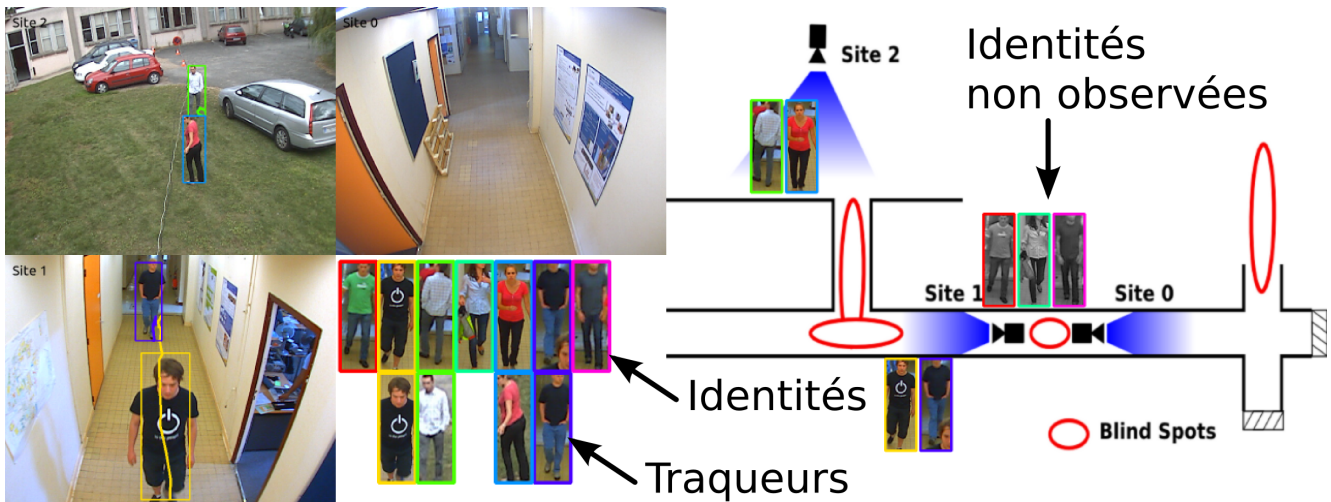 Site 2
Site 0
Site 2
Identités
non observées
Site 1
Site 1
Site 0
Identités
Blind Spots
Traqueurs